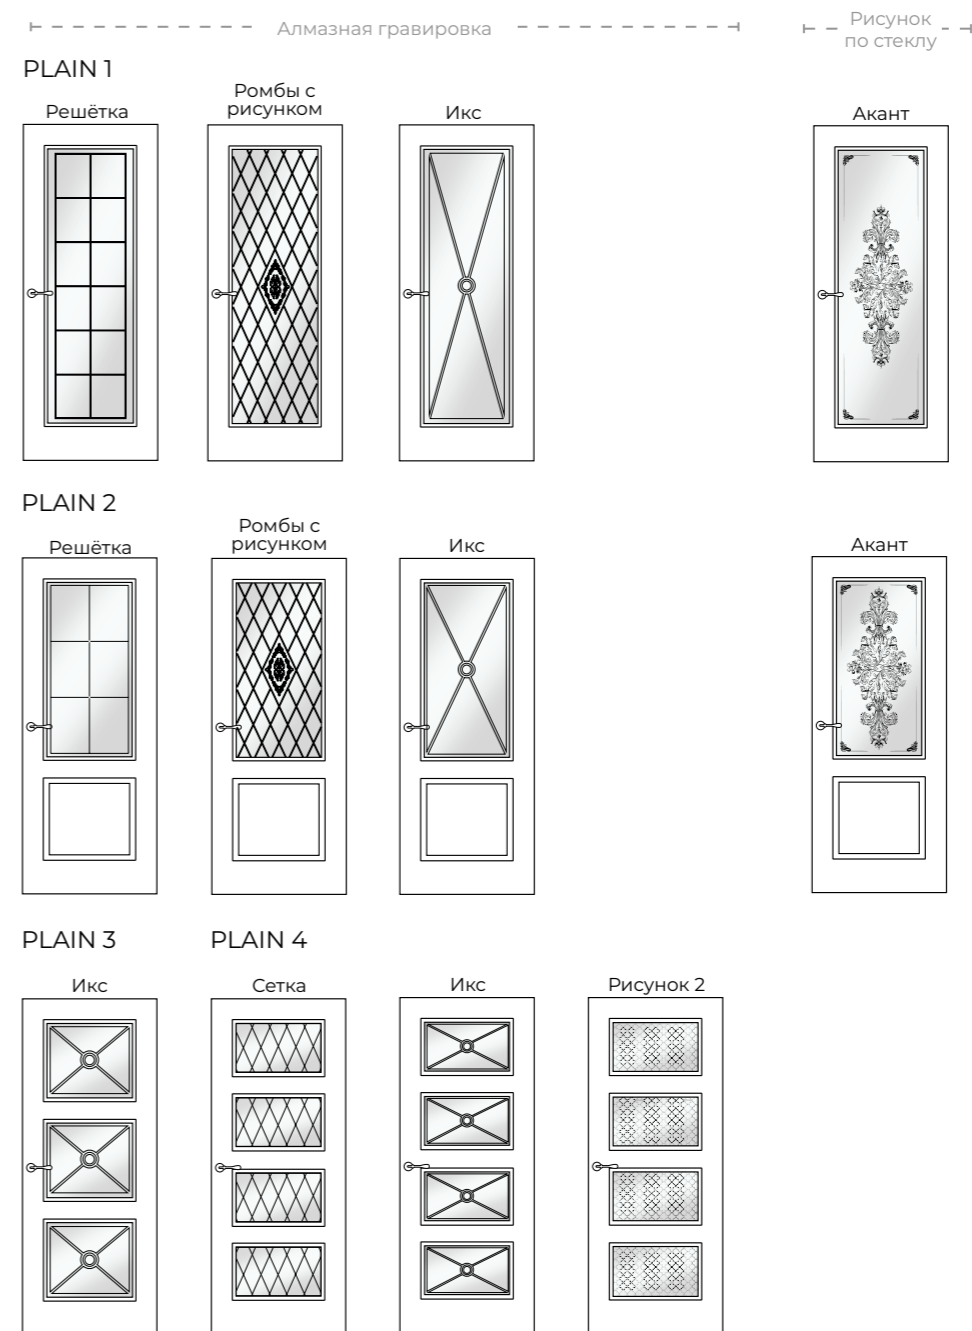 Алмазная гравировка
Рисунок
по стеклу
PLAIN 1
Решётка
Ромбы с
рисунком
Икс
Акант
PLAIN 2
Решётка
Ромбы с
рисунком
Икс
Акант
PLAIN 3
PLAIN 4
Икс
Сетка
Икс
Рисунок 2